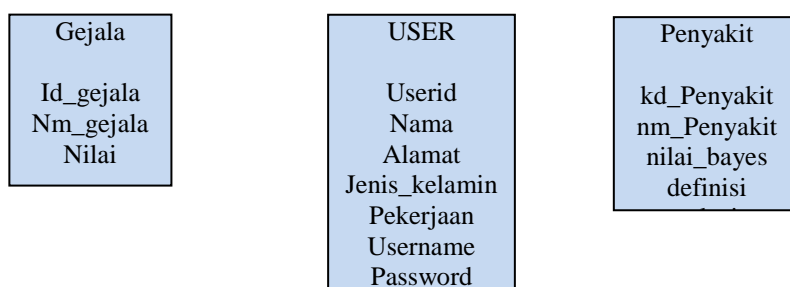 Gejala
Id_gejala
Nm_gejala
Nilai
USER
Userid
Nama
Alamat
Jenis_kelamin
Pekerjaan
Username
Password
Penyakit
kd_Penyakit
nm_Penyakit
nilai_bayes
definisi